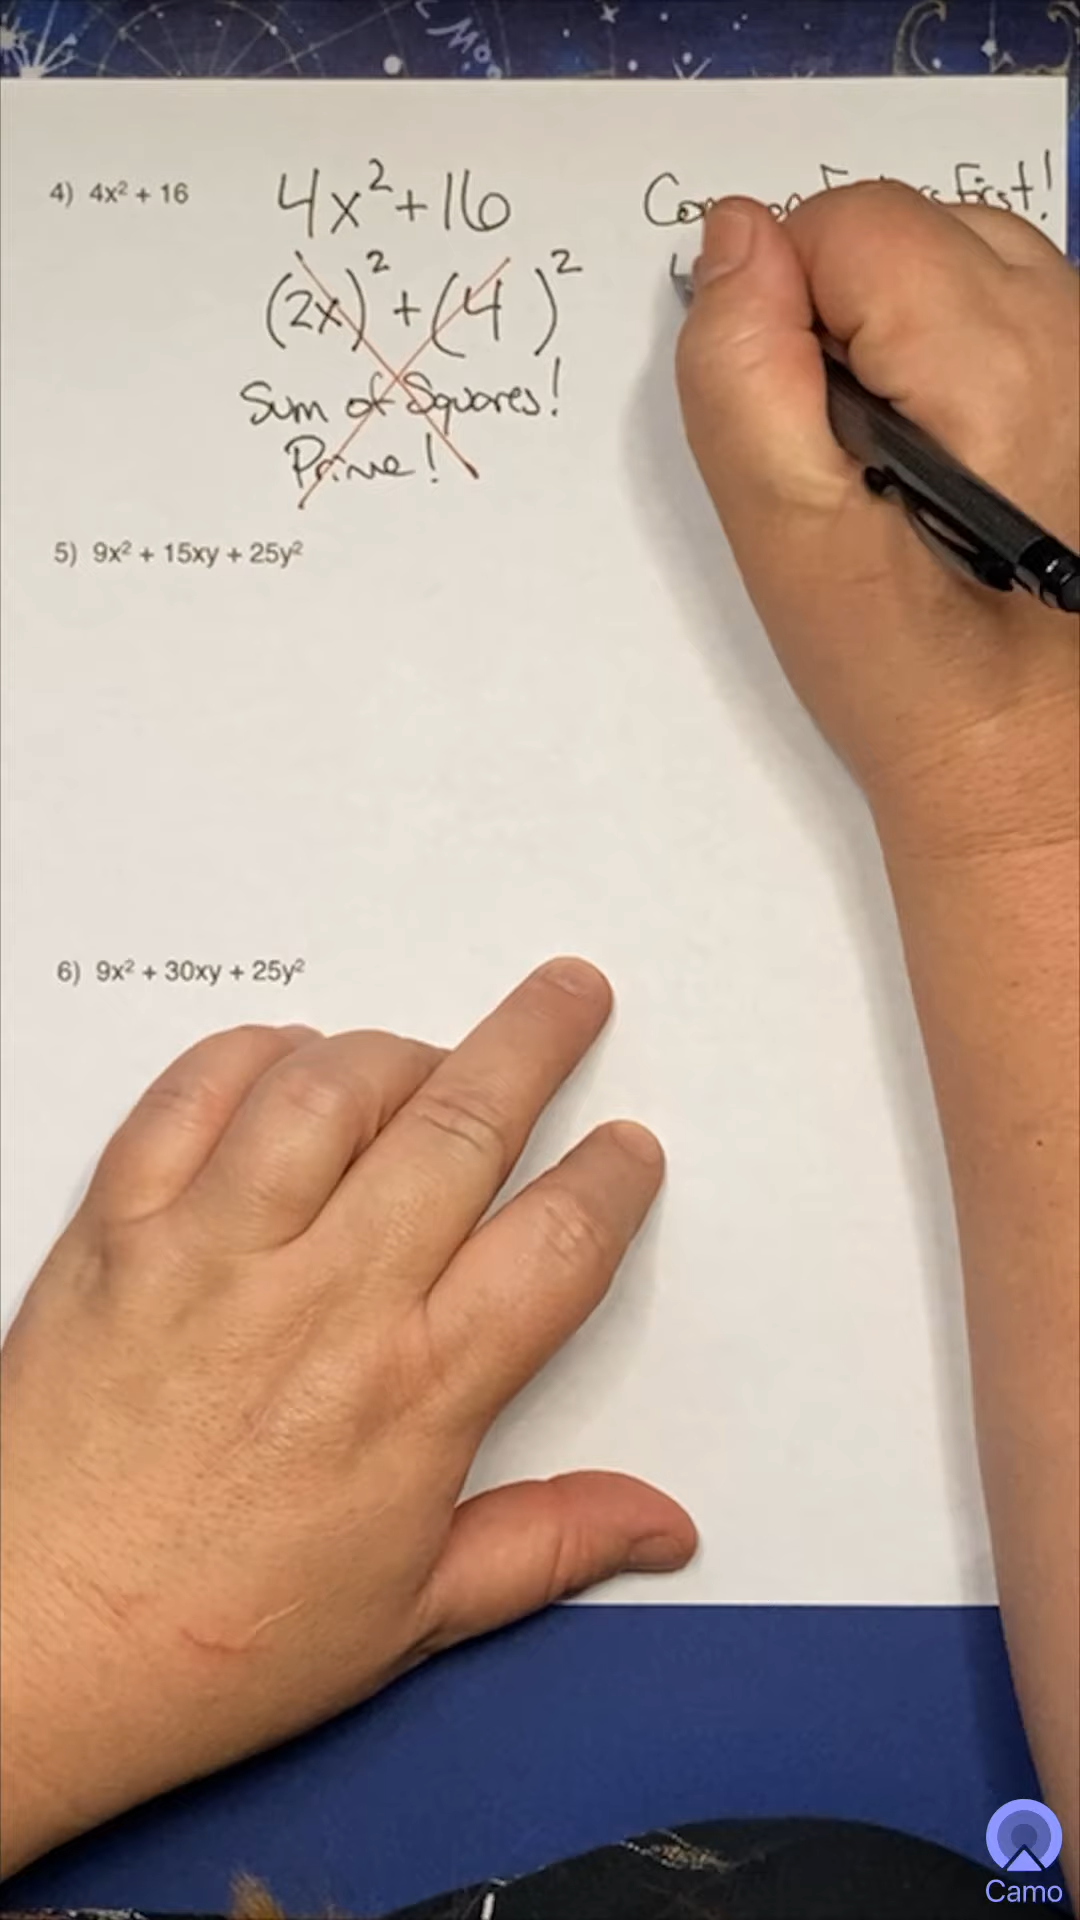 Moo
4) 4x² + 16
4x² + 16
First!
(2x)² + (4 )²
Sum of Squares!
Prime!
5) 9x² + 15xy + 25y²
6) 9x² + 30xy + 25y²
Camo